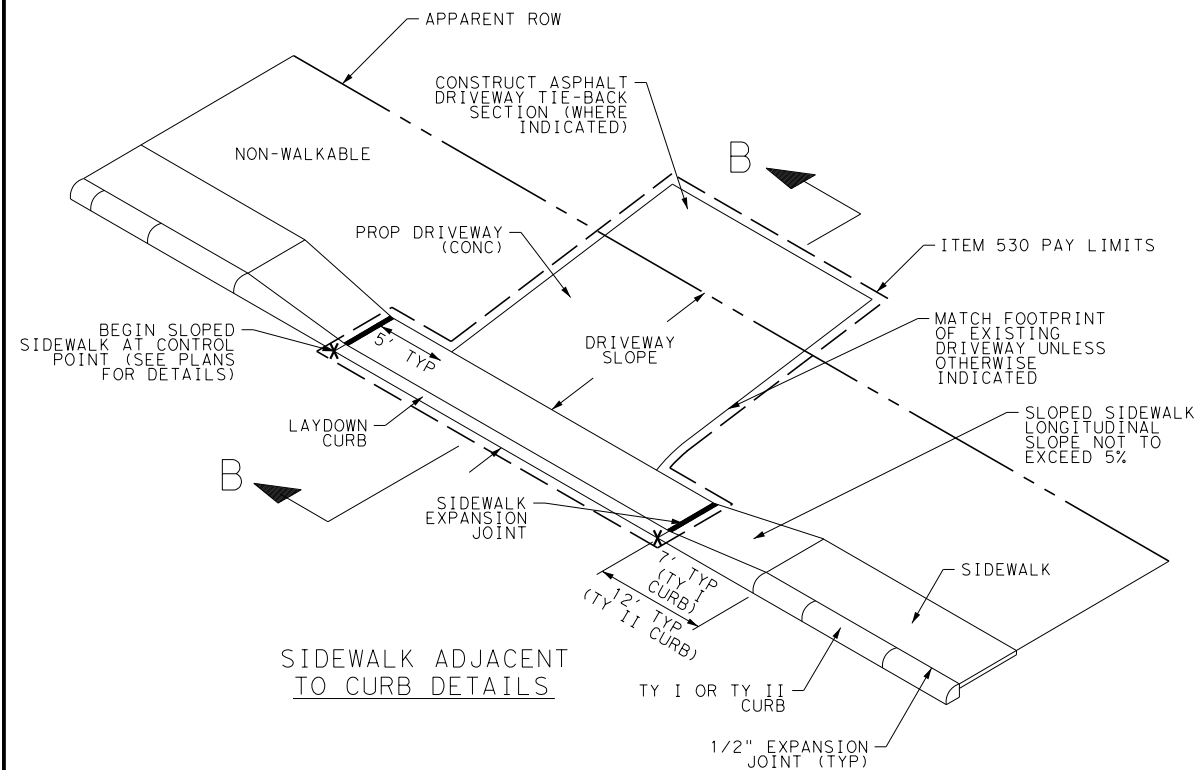 APPARENT ROW
CONSTRUCT ASPHALT
DRIVEWAY TIE-BACK
SECTION (WHERE
INDICATED)
B
NON-WALKABLE
PROP DRIVEWAY
(CONC)
ITEM 530 PAY LIMITS
BEGIN SLOPED
SIDEWALK AT CONTROL
POINT (SEE PLANS
FOR DETAILS)
5' TYP
DRIVEWAY
SLOPE
MATCH FOOTPRINT
OF EXISTING
DRIVEWAY UNLESS
OTHERWISE
INDICATED
LAYDOWN
CURB
SLOPED SIDEWALK
LONGITUDINAL
SLOPE NOT TO
EXCEED 5%
B
SIDEWALK
EXPANSION
JOINT
7' TYP
(TY I
CURB)
12' TYP
(TY II CURB)
SIDEWALK
SIDEWALK ADJACENT
TO CURB DETAILS
TY I OR TY II
CURB
1/2" EXPANSION
JOINT (TYP)